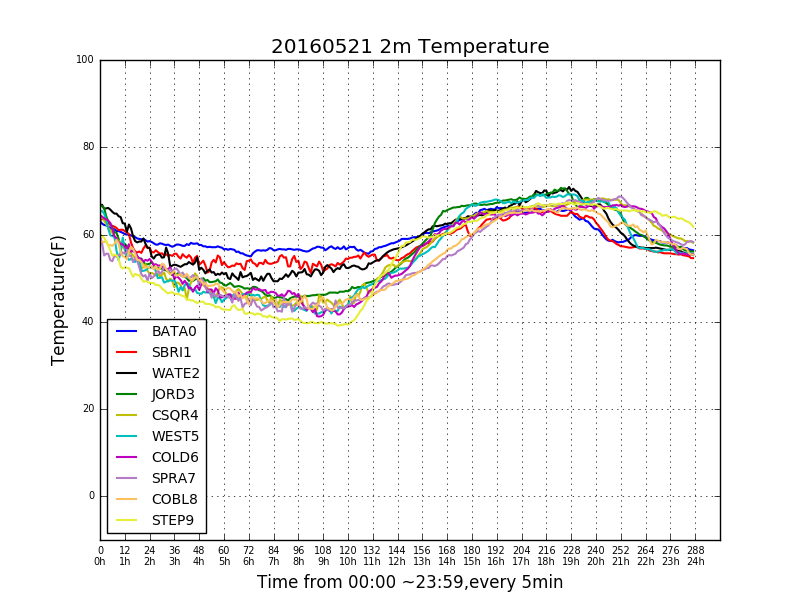 20160521 2m Temperature
100
80
60
40
20
0
Temperature(F)
BATA0
SBRI1
WATE2
JORD3
CSQR4
WEST5
COLD6
SPRA7
COBL8
STEP9
0 12 24 36 48 60 72 84 96 108 120 132 144 156 168 180 192 204 216 228 240 252 264 276 288
0h 1h 2h 3h 4h 5h 6h 7h 8h 9h 10h 11h 12h 13h 14h 15h 16h 17h 18h 19h 20h 21h 22h 23h 24h
Time from 00:00 ~23:59,every 5min